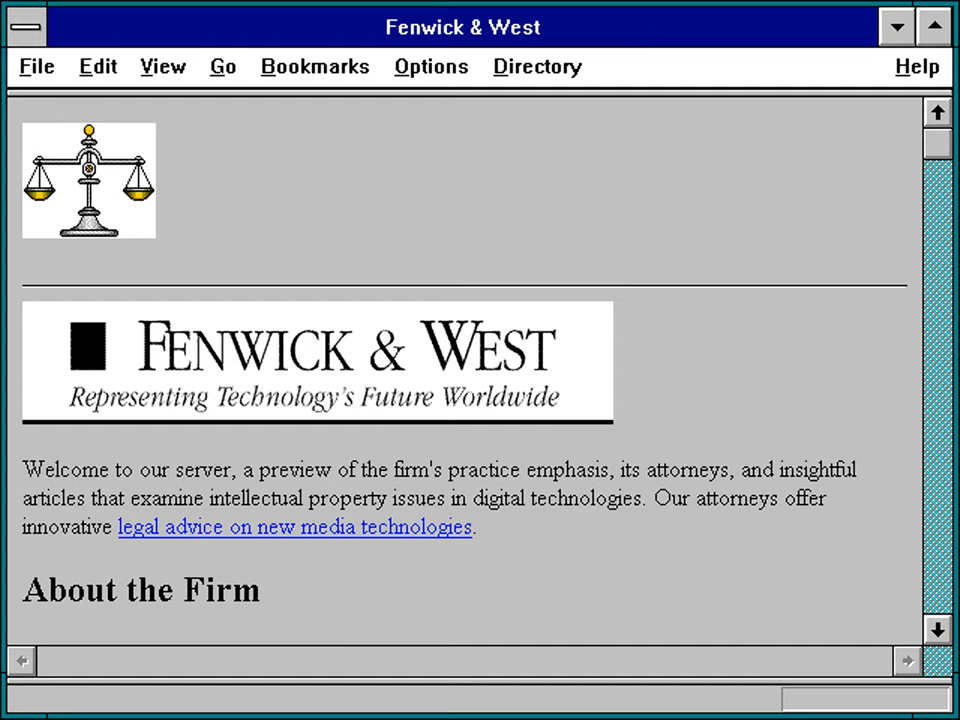 Fenwick & West
File Edit View Go Bookmarks Options Directory Help
FENWICK & WEST
Representing Technology's Future Worldwide
Welcome to our server, a preview of the firm's practice emphasis, its attorneys, and insightful
articles that examine intellectual property issues in digital technologies. Our attorneys offer
innovative legal advice on new media technologies.
About the Firm